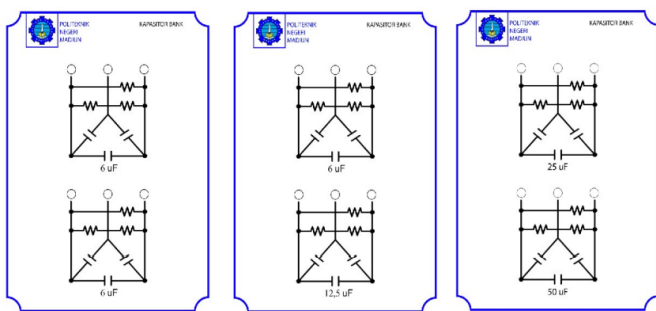 POLITEKNIK
NEGERI
MADIUN
KAPASITOR BANK
6 uF
6 uF
POLITEKNIK
NEGERI
MADIUN
KAPASITOR BANK
6 uF
12,5 uF
POLITEKNIK
NEGERI
MADIUN
KAPASITOR BANK
25 uF
50 uF